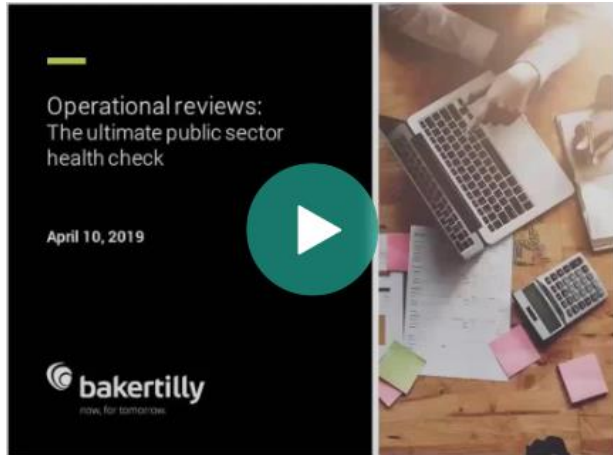 Operational reviews:
The ultimate public sector
health check
April 10, 2019
bakertilly
now, for tomorrow.